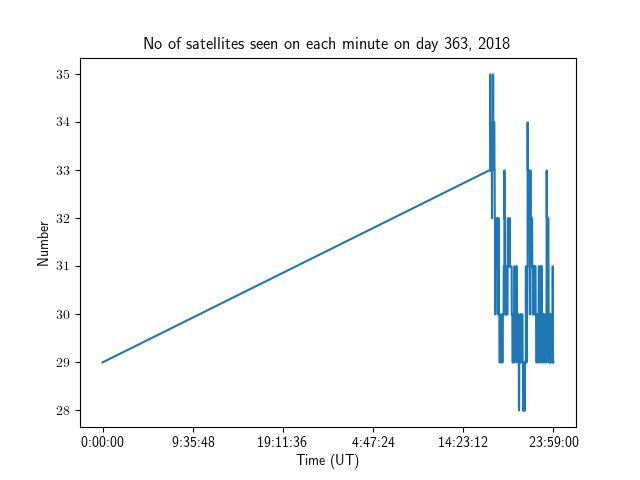 No of satellites seen on each minute on day 363, 2018
35
34
33
32
31
30
29
28
Number
0:00:00 9:35:48 19:11:36 4:47:24 14:23:12 23:59:00
Time (UT)